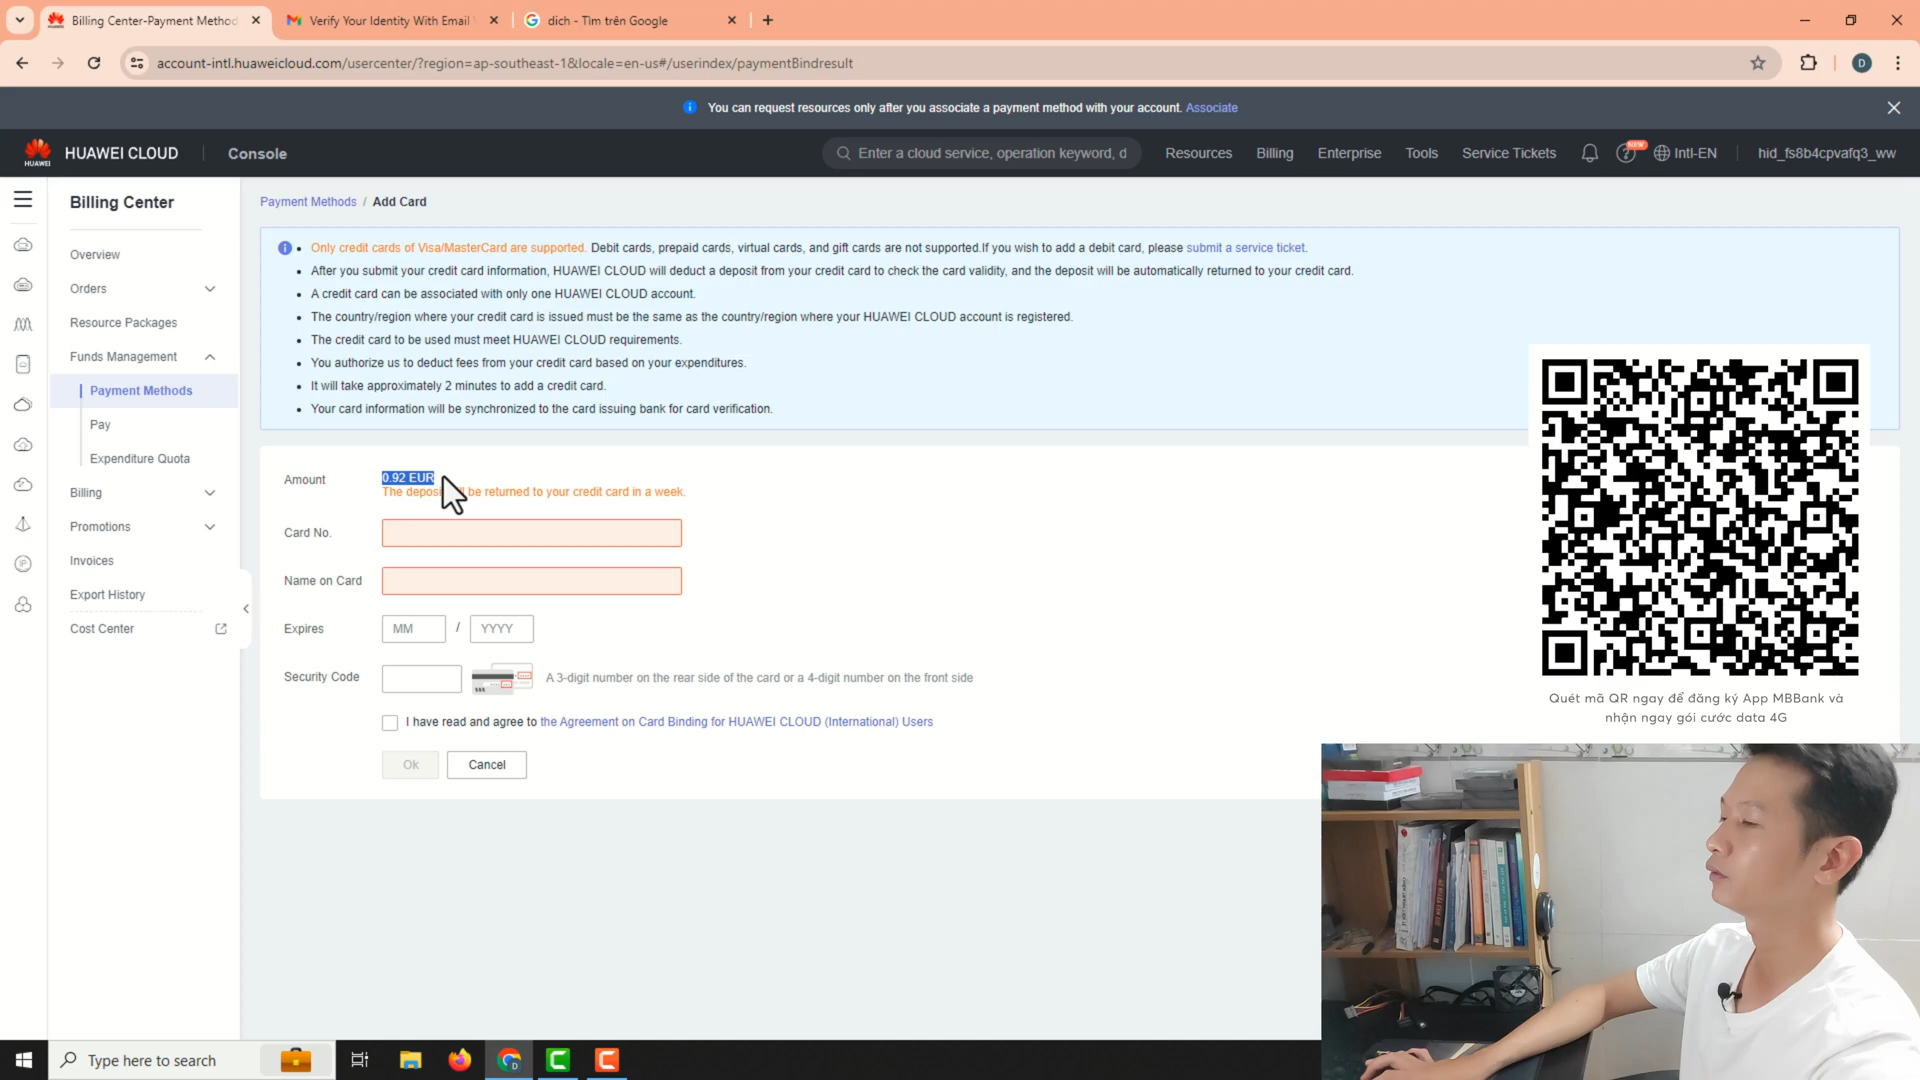 Billing Center-Payment Method
Verify Your Identity With Email
dich - Tìm trên Google
account-intl.huaweicloud.com/usercenter/?region=ap-southeast-1&locale=en-us#/userindex/paymentBindresult
D
You can request resources only after you associate a payment method with your account. Associate
HUAWEI
HUAWEI CLOUD
Console
Enter a cloud service, operation keyword, d
Resources
Billing
Enterprise
Tools
Service Tickets
NEW
Intl-EN
hid_fs8b4cpvafq3_ww
Billing Center
Overview
Orders
Resource Packages
Funds Management
Payment Methods
Pay
Expenditure Quota
Billing
Promotions
Invoices
Export History
Cost Center
Payment Methods / Add Card
Only credit cards of Visa/MasterCard are supported. Debit cards, prepaid cards, virtual cards, and gift cards are not supported.If you wish to add a debit card, please submit a service ticket.
After you submit your credit card information, HUAWEI CLOUD will deduct a deposit from your credit card to check the card validity, and the deposit will be automatically returned to your credit card.
A credit card can be associated with only one HUAWEI CLOUD account.
The country/region where your credit card is issued must be the same as the country/region where your HUAWEI CLOUD account is registered.
The credit card to be used must meet HUAWEI CLOUD requirements.
You authorize us to deduct fees from your credit card based on your expenditures.
It will take approximately 2 minutes to add a credit card.
Your card information will be synchronized to the card issuing bank for card verification.
Amount
0.92 EUR
The deposi ll be returned to your credit card in a week.
Card No.
Name on Card
Expires
MM / YYYY
Security Code
A 3-digit number on the rear side of the card or a 4-digit number on the front side
I have read and agree to the Agreement on Card Binding for HUAWEI CLOUD (International) Users
Ok
Cancel
Quét mã QR ngay để đăng ký App MBBank và
nhận ngay gói cước data 4G
Type here to search